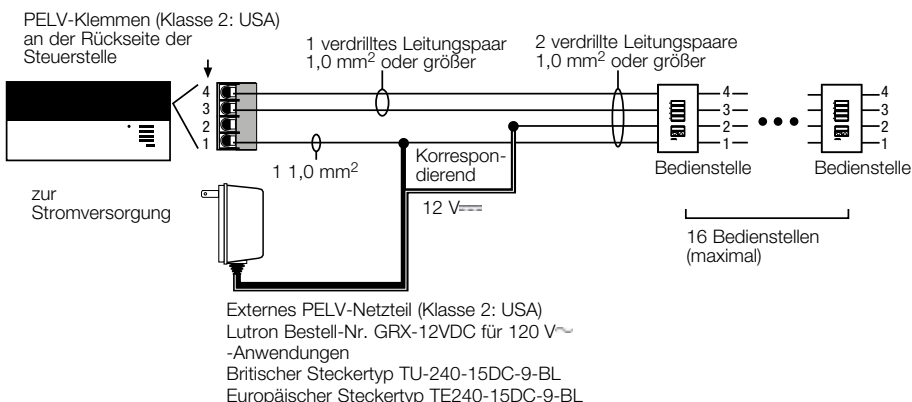 PELV-Klemmen (Klasse 2: USA)
an der Rückseite der
Steuerstelle
1 verdrilltes Leitungspaar
1,0 mm² oder größer
2 verdrillte Leitungspaare
1,0 mm² oder größer
4
3
2
1
4
3
2
1
4
3
2
1
1 1,0 mm²
Korrespon-
dierend
12 V
Bedienstelle
Bedienstelle
zur
Stromversorgung
16 Bedienstellen
(maximal)
Externes PELV-Netzteil (Klasse 2: USA)
Lutron Bestell-Nr. GRX-12VDC für 120 V~
-Anwendungen
Britischer Steckertyp TU-240-15DC-9-BL
Europäischer Steckertyp TE240-15DC-9-BL